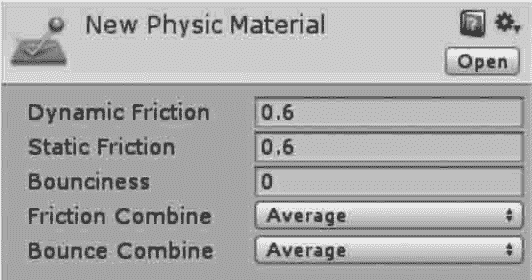 New Physic Material
Open
Dynamic Friction 0.6
Static Friction 0.6
Bounciness 0
Friction Combine Average
Bounce Combine Average